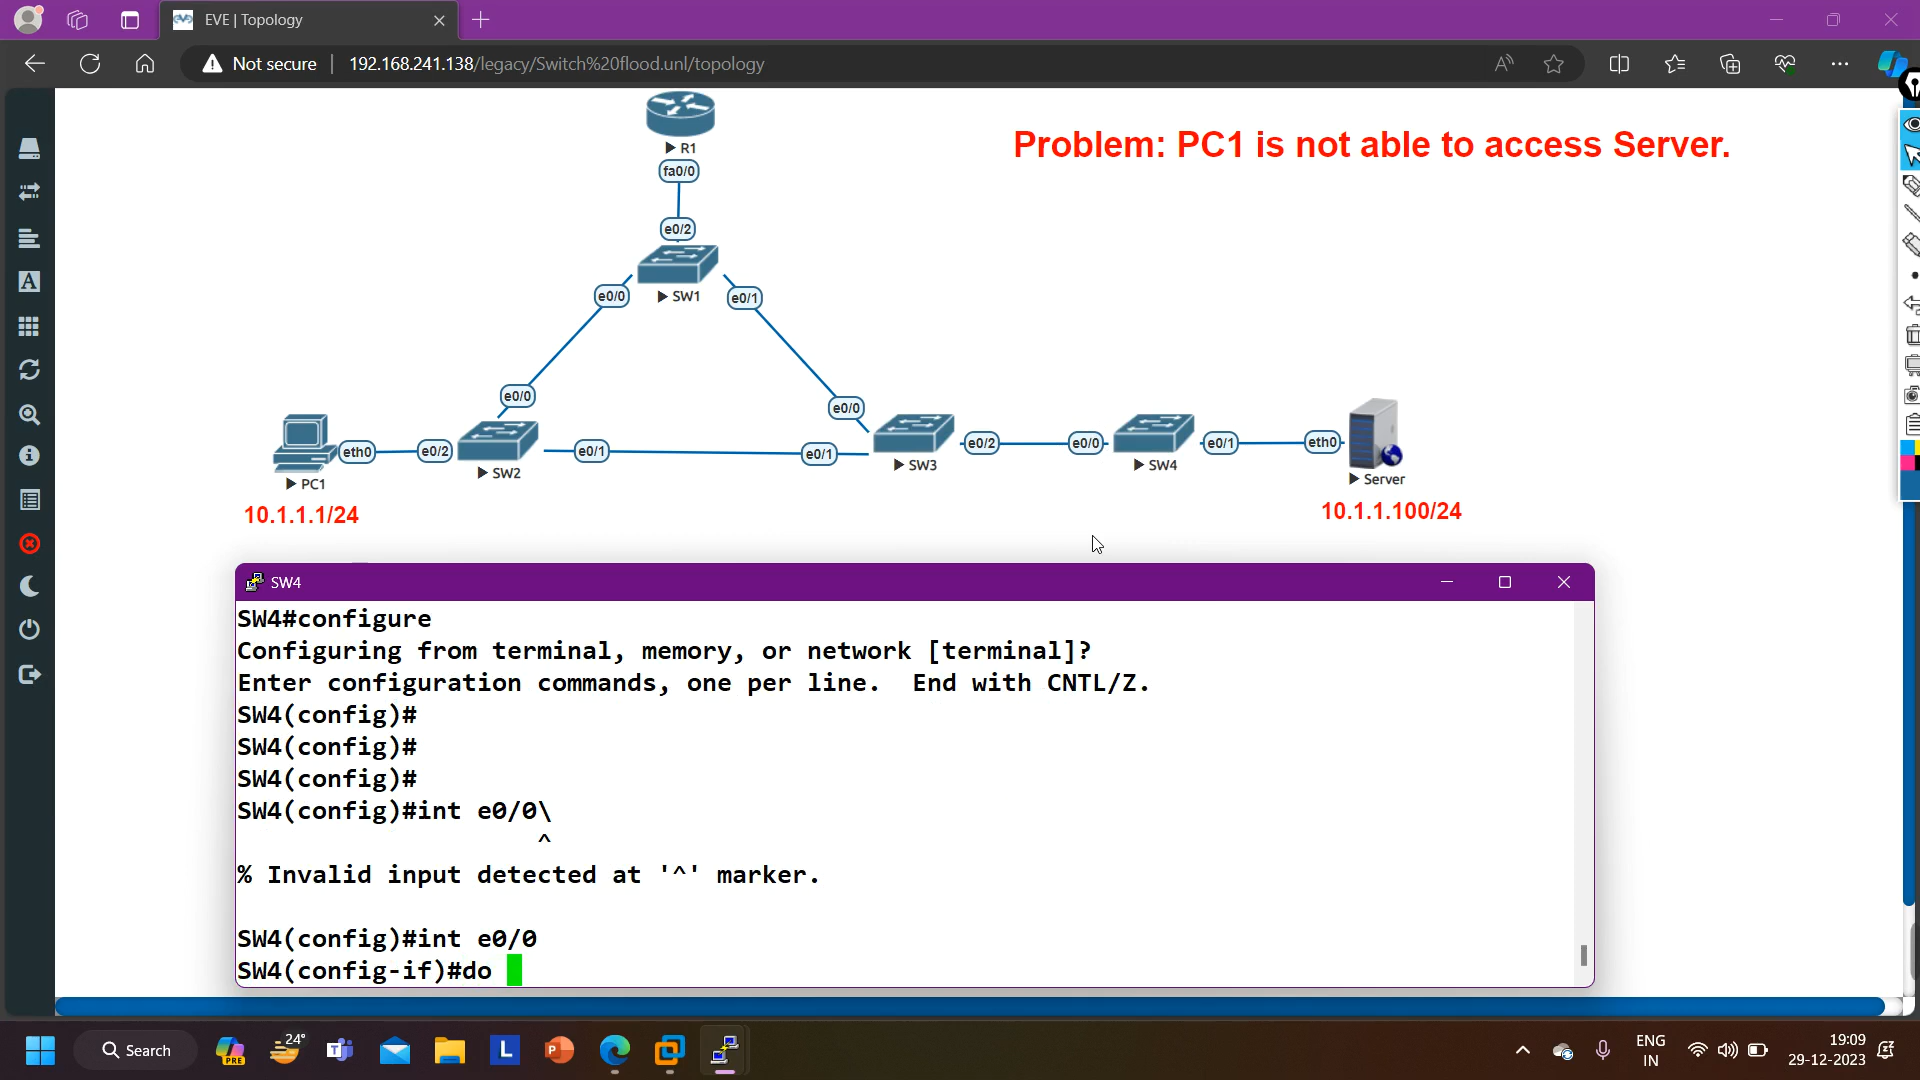 EVE | Topology
Not secure
192.168.241.138/legacy/Switch%20flood.unl/topology
Problem: PC1 is not able to access Server.
R1
fa0/0
e0/2
SW1
e0/0
e0/1
e0/0
e0/0
PC1
eth0
e0/2
SW2
e0/1
e0/1
SW3
e0/2
e0/0
SW4
e0/1
eth0
Server
10.1.1.1/24
10.1.1.100/24
SW4
SW4#configure
Configuring from terminal, memory, or network [terminal]?
Enter configuration commands, one per line.  End with CNTL/Z.
SW4(config)#
SW4(config)#
SW4(config)#
SW4(config)#int e0/0\
^
% Invalid input detected at '^' marker.
SW4(config)#int e0/0
SW4(config-if)#do
Search
PRE
24°
L
P
ENG
IN
19:09
29-12-2023